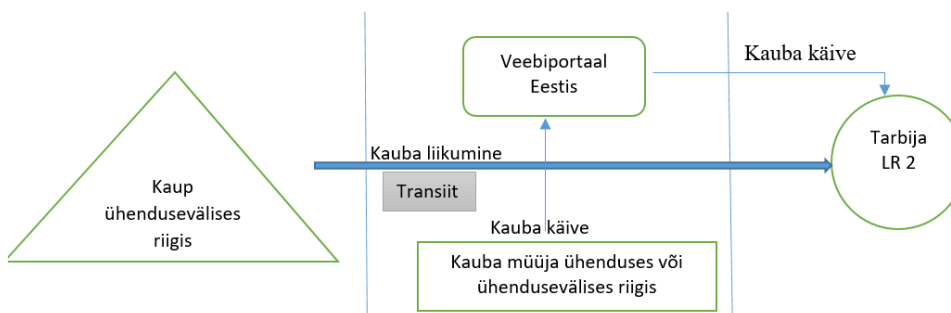 Veebiportaal
Eestis
Kauba käive
Kauba liikumine
Transiit
Tarbija
LR 2
Kaup
ühendusevälises
riigis
Kauba käive
Kauba müüja ühenduses või
ühendusevälises riigis